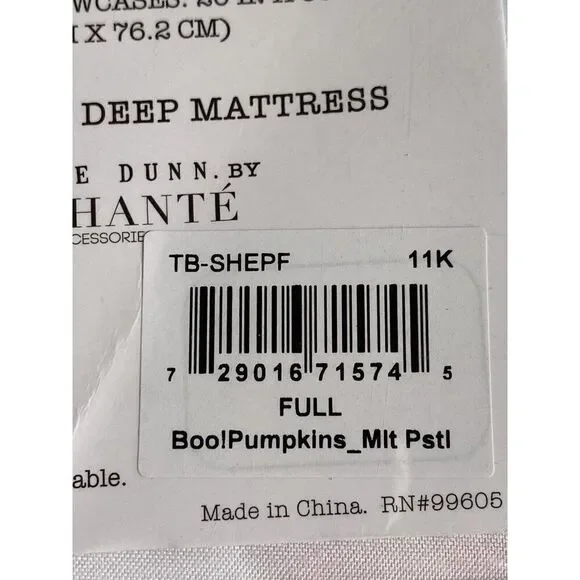 X 76.2 CM)
DEEP MATTRESS
E DUNN. BY
HANTÉ
CESSORIE
TB-SHEPF 11K
7 29016 71574 5
FULL
Boo!Pumpkins_Mlt Pstl
able.
Made in China. RN#99605